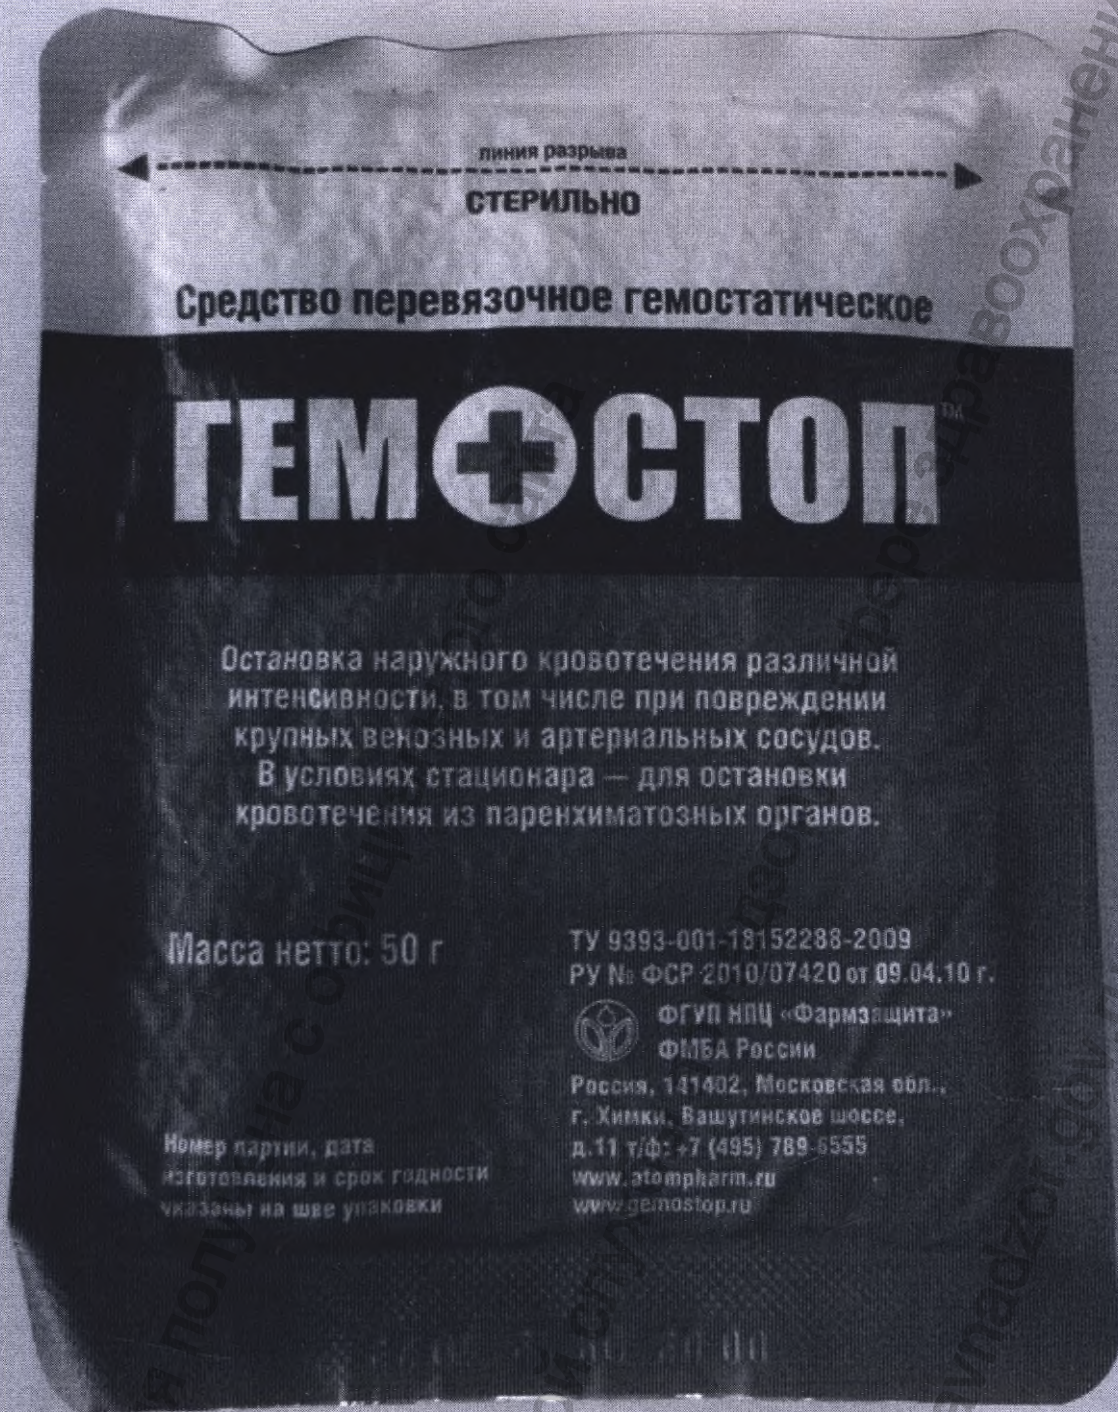 линия разрыва
СТЕРИЛЬНО
Средство перевязочное гемостатическое
ГЕМОСТОП
Остановка наружного кровотечения различной
интенсивности, в том числе при повреждении
крупных венозных и артериальных сосудов.
В условиях стационара — для остановки
кровотечения из паренхиматозных органов.
Масса нетто: 50 г
Номер партии, дата
изготовления и срок годности
указаны на шве упаковки
ТУ 9393-001-18152288-2009
РУ № ФСР 2010/07420 от 09.04.10 г.
ФГУП НПЦ «Фармзащита»
ФМБА России
Россия, 141402, Московская обл.,
г. Химки, Вашутинское шоссе,
д.11 т/ф: +7 (495) 789-6555
www.atompharm.ru
www.gemostop.ru